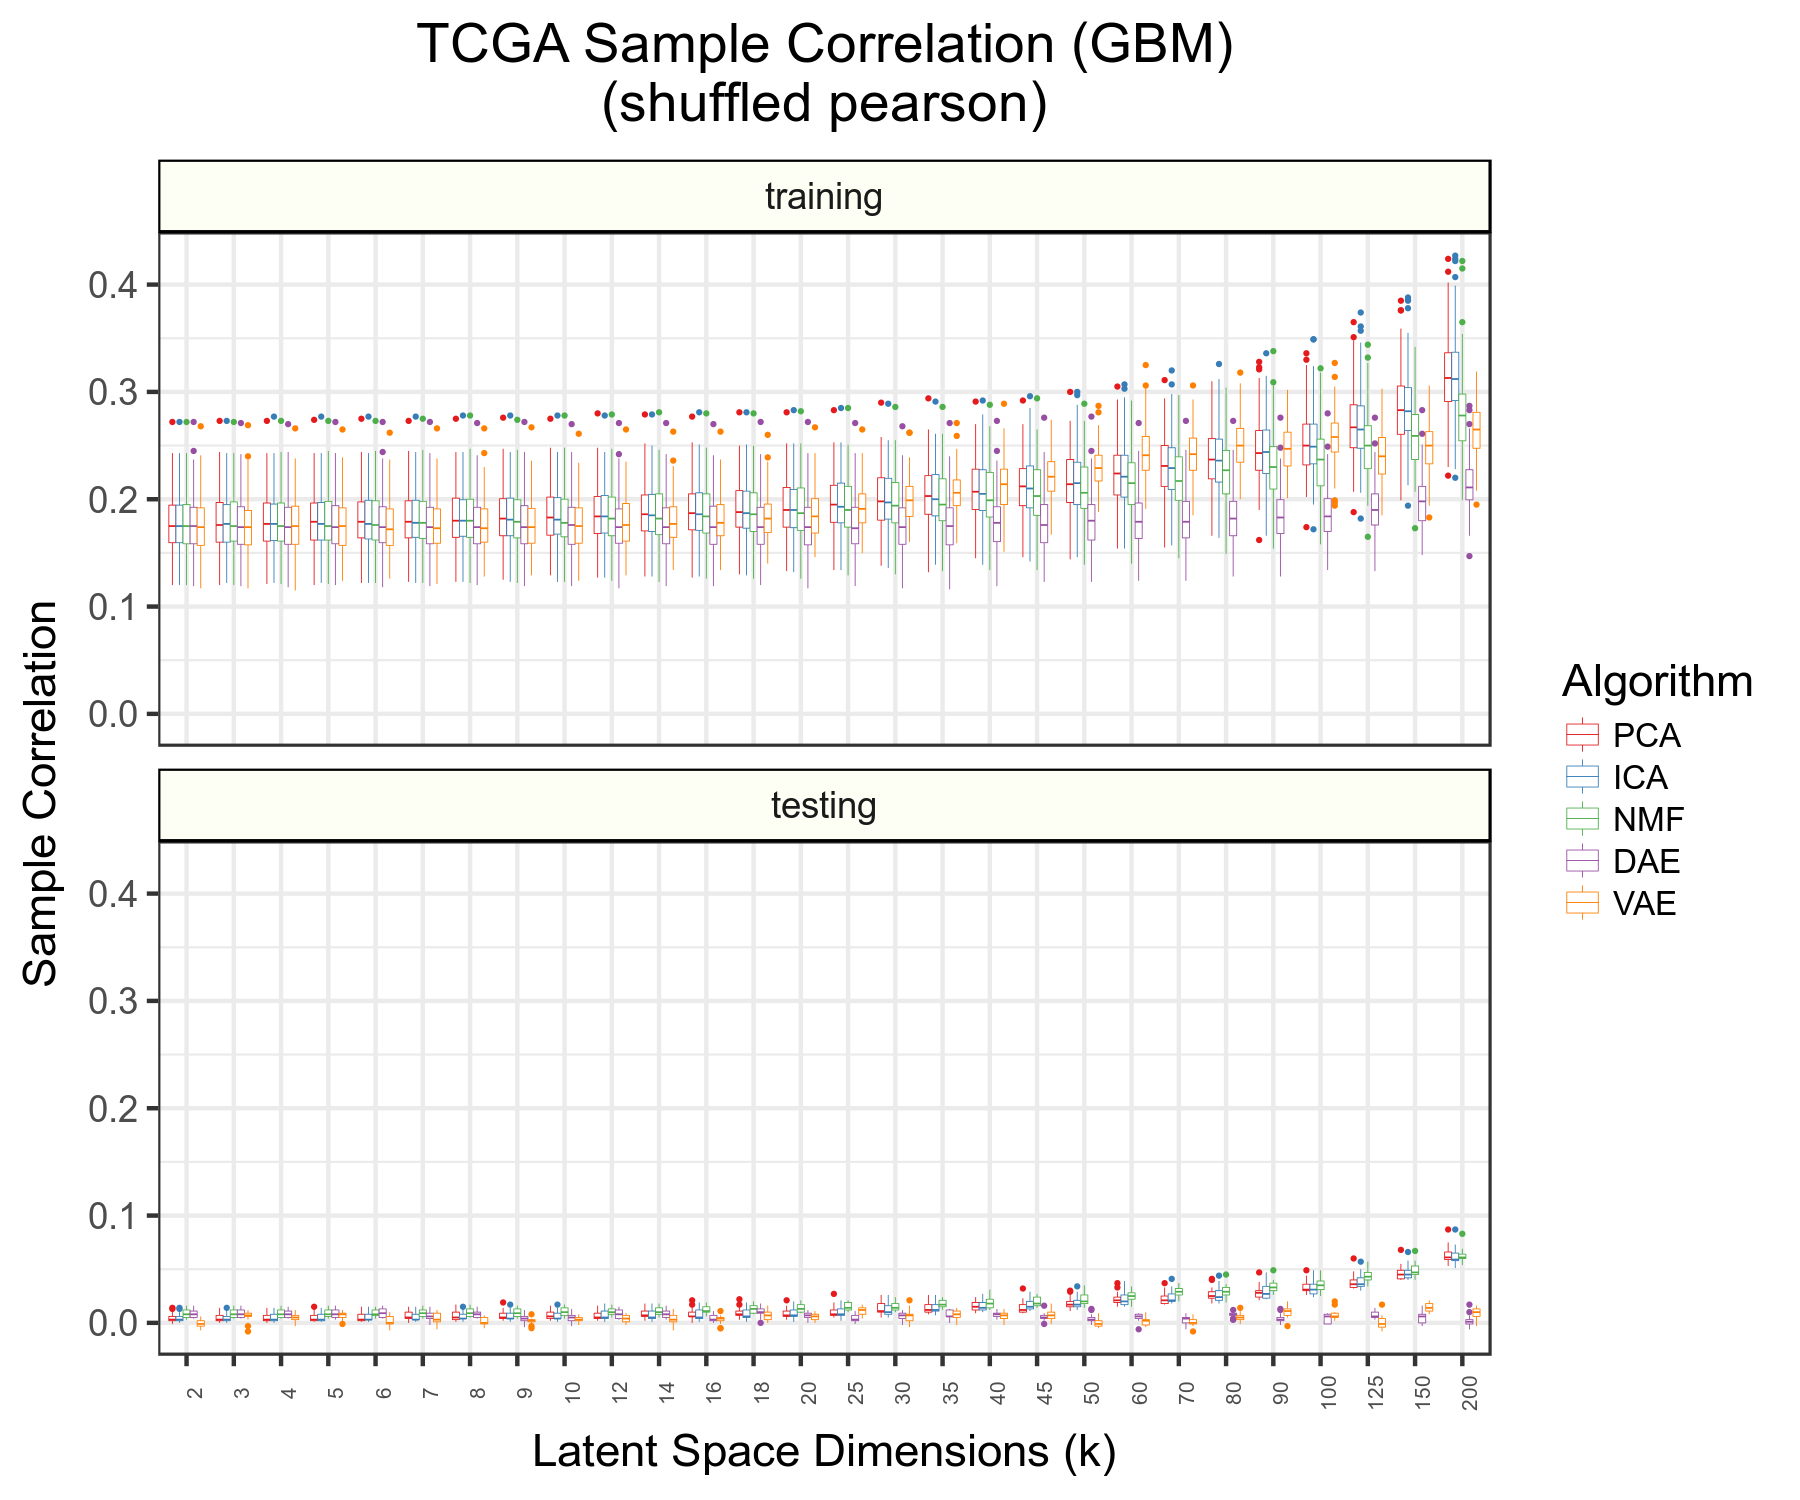 TCGA Sample Correlation (GBM)
(shuffled pearson)
training
0.4
0.3
0.2
0.1
0.0
testing
0.4
0.3
0.2
0.1
0.0
Sample Correlation
2 3 4 5 6 7 8 9 10 12 14 16 18 20 25 30 35 40 45 50 60 70 80 90 100 125 150 200
Latent Space Dimensions (k)
Algorithm
PCA
ICA
NMF
DAE
VAE